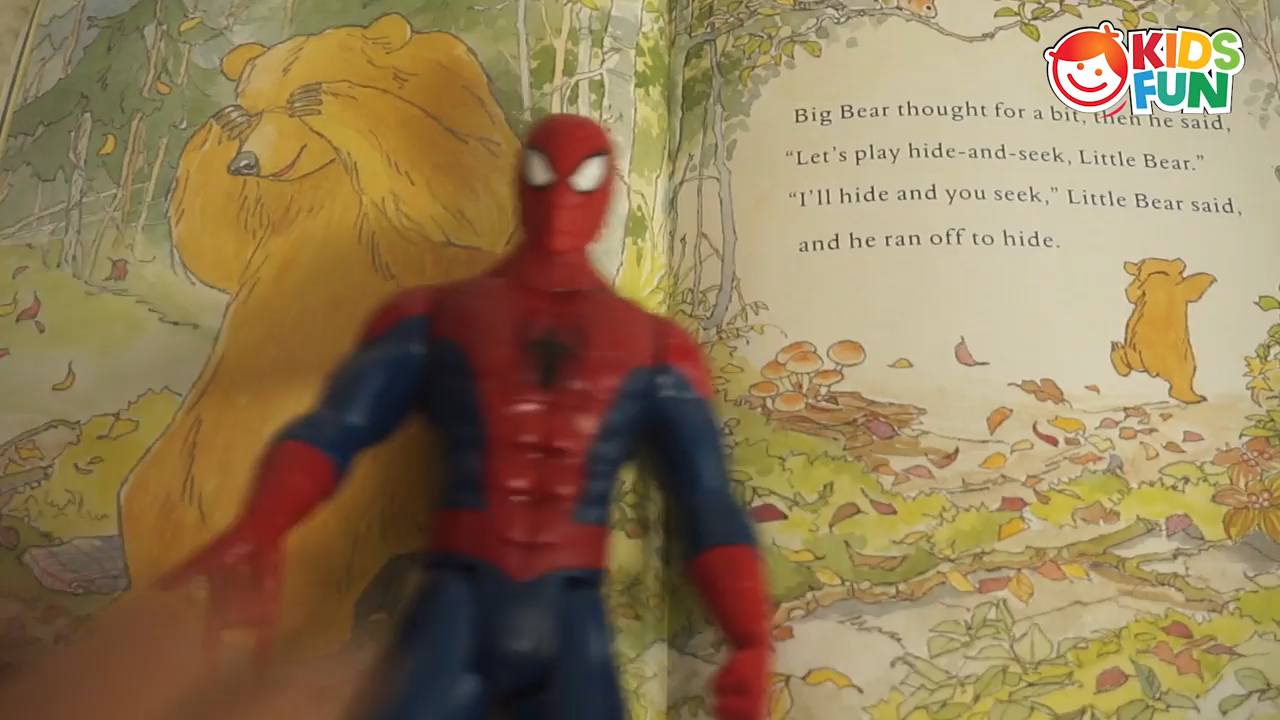 KIDS
FUN
Big Bear thought for a bit, then he said,
“Let’s play hide-and-seek, Little Bear.”
“I’ll hide and you seek,” Little Bear said,
and he ran off to hide.